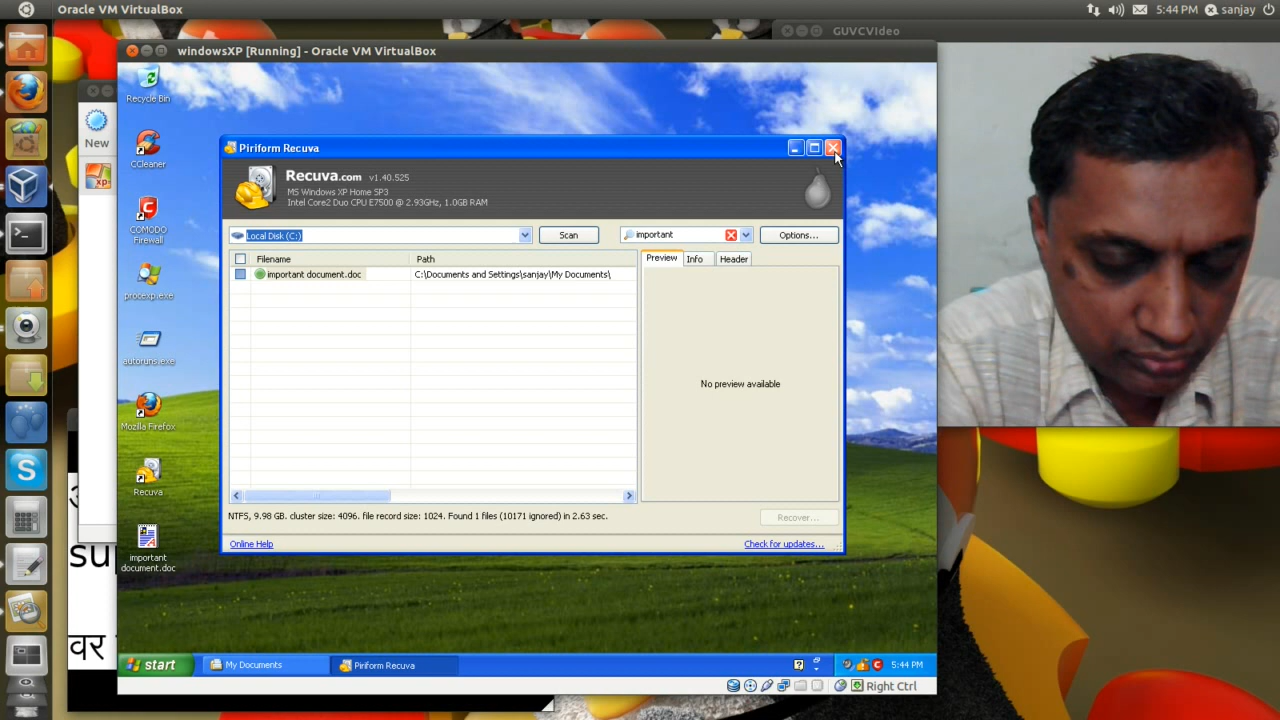 Oracle VM VirtualBox
5:44 PM
sanjay
GUVCVIdeo
windowsXP [Running] - Oracle VM VirtualBox
New
Recycle Bin
CCleaner
COMODO
Firewall
procexp.exe
autoruns.exe
Mozilla Firefox
Recuva
important
document.doc
Piriform Recuva
Recuva.com v1.40.525
MS Windows XP Home SP3
Intel Core2 Duo CPU E7500 @ 2.93GHz, 1.0GB RAM
Local Disk (C:)
Scan
important
Options...
Filename
Path
Preview
Info
Header
important document.doc
C:\Documents and Settings\sanjay\My Documents\
No preview available
NTFS, 9.98 GB. cluster size: 4096. file record size: 1024. Found 1 files (10171 ignored) in 2.63 sec.
Recover...
Online Help
Check for updates...
वर
start
My Documents
Piriform Recuva
5:44 PM
Right Ctrl